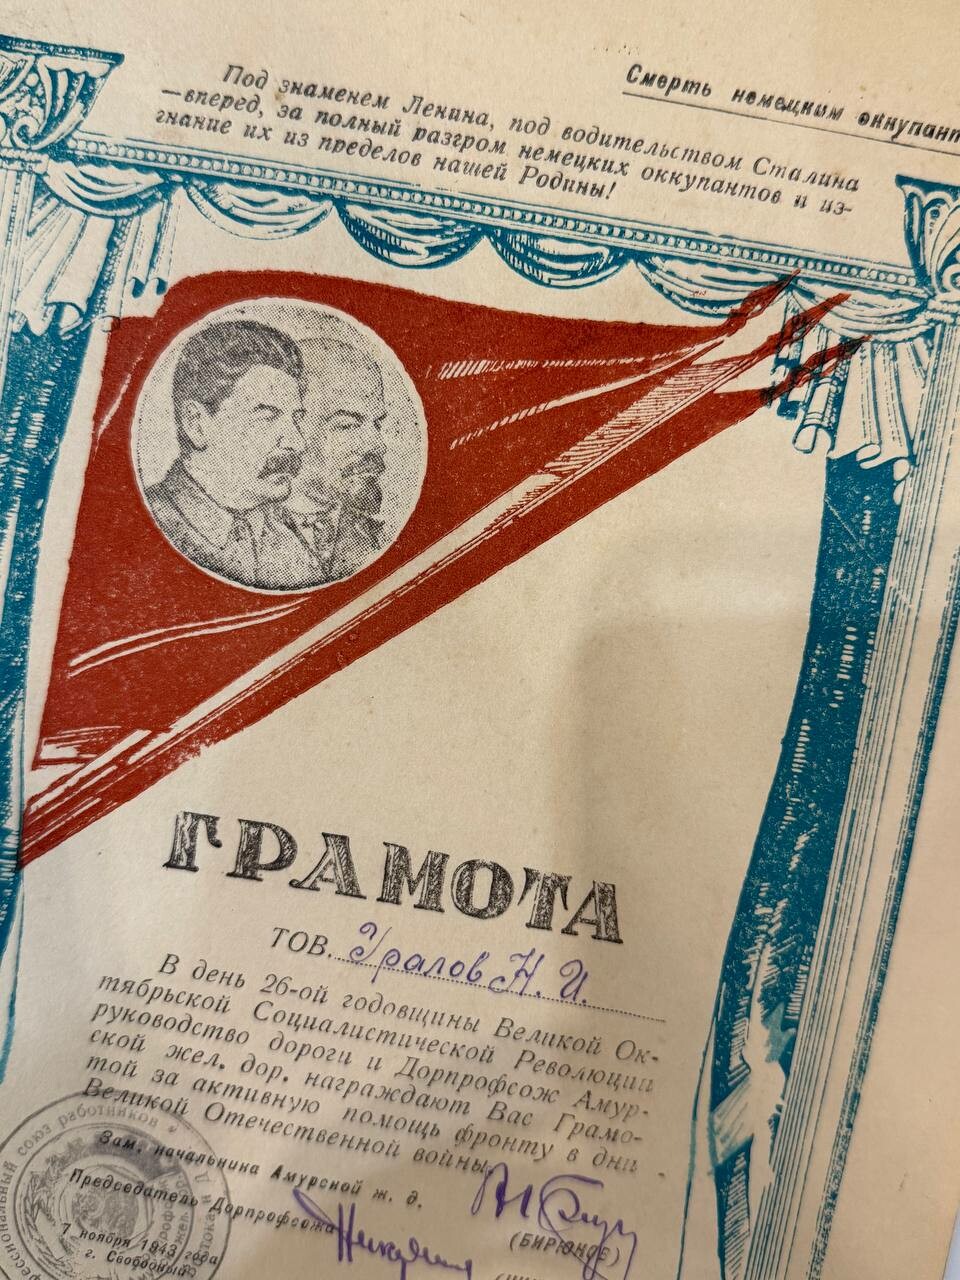 Смерть немецким оккупант
Под знаменем Ленина, под водительством Сталина
—вперед, за полный разгром немецких оккупантов и из-
гнание их из пределов нашей Родины!
ГРАМОТА
ТОВ. Уралов Н. И.
В день 26-ой годовщины Великой Ок-
тябрьской Социалистической Революции
руководство дороги и Дорпрофсож Амур-
ской жел. дор. награждают Вас Грамо-
той за активную помощь фронту в дни
Великой Отечественной войны.
Зам. начальника Амурской ж. д.
(БИРЮКОВ)
Председатель Дорпрофсожа
7 ноября 1943 года
г. Свободный
союз работников